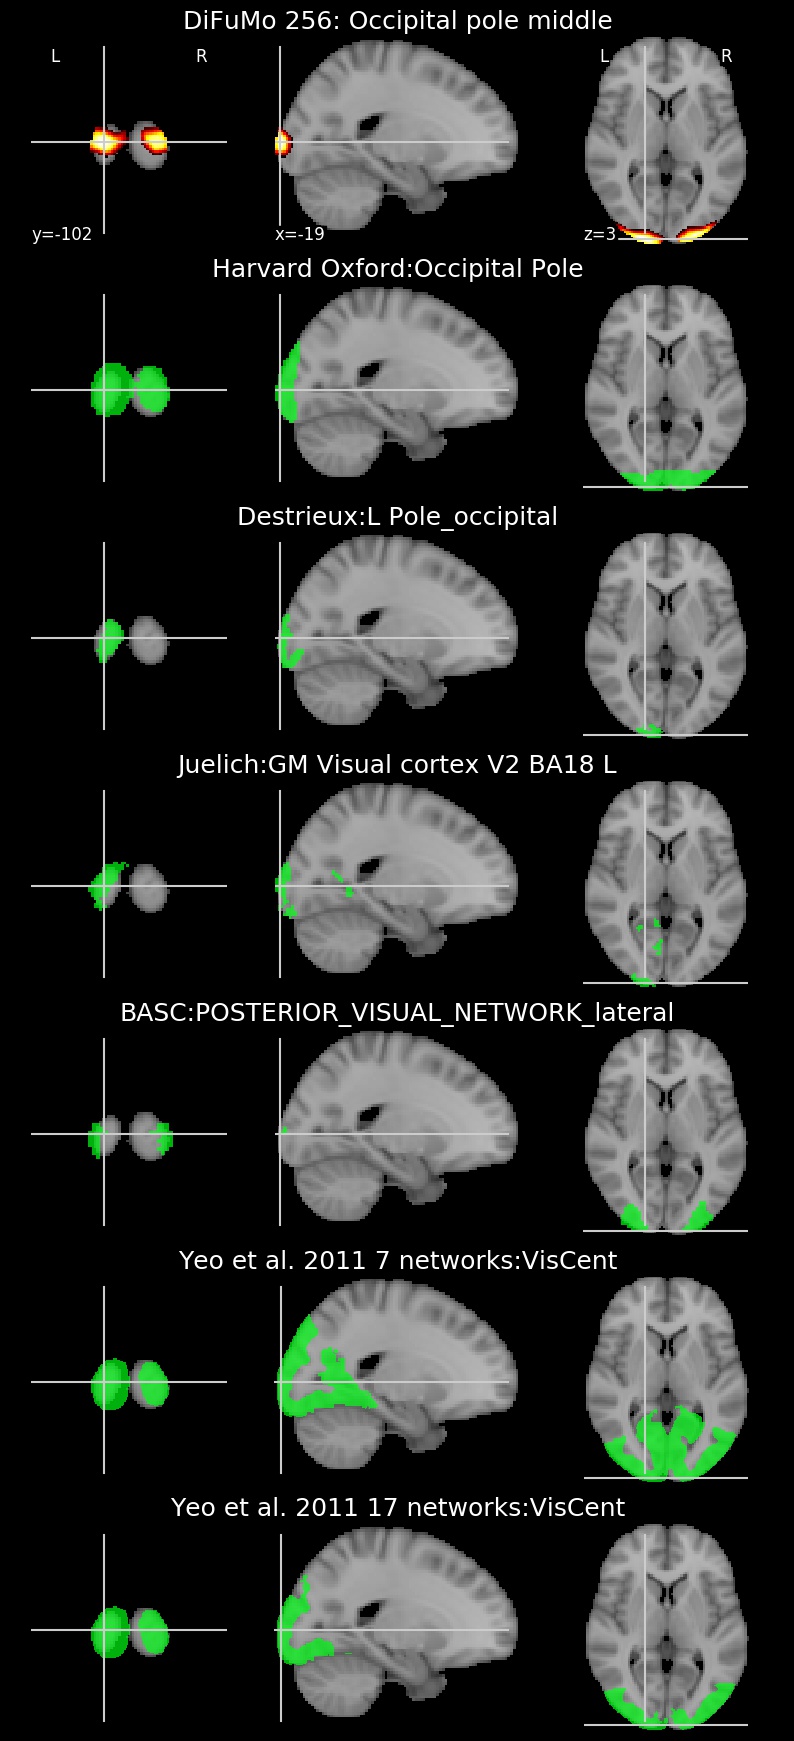 DiFuMo 256: Occipital pole middle
L R L R
y=-102 x=-19 z=3
Harvard Oxford:Occipital Pole
Destrieux:L Pole_occipital
Juelich:GM Visual cortex V2 BA18 L
BASC:POSTERIOR_VISUAL_NETWORK_lateral
Yeo et al. 2011 7 networks:VisCent
Yeo et al. 2011 17 networks:VisCent